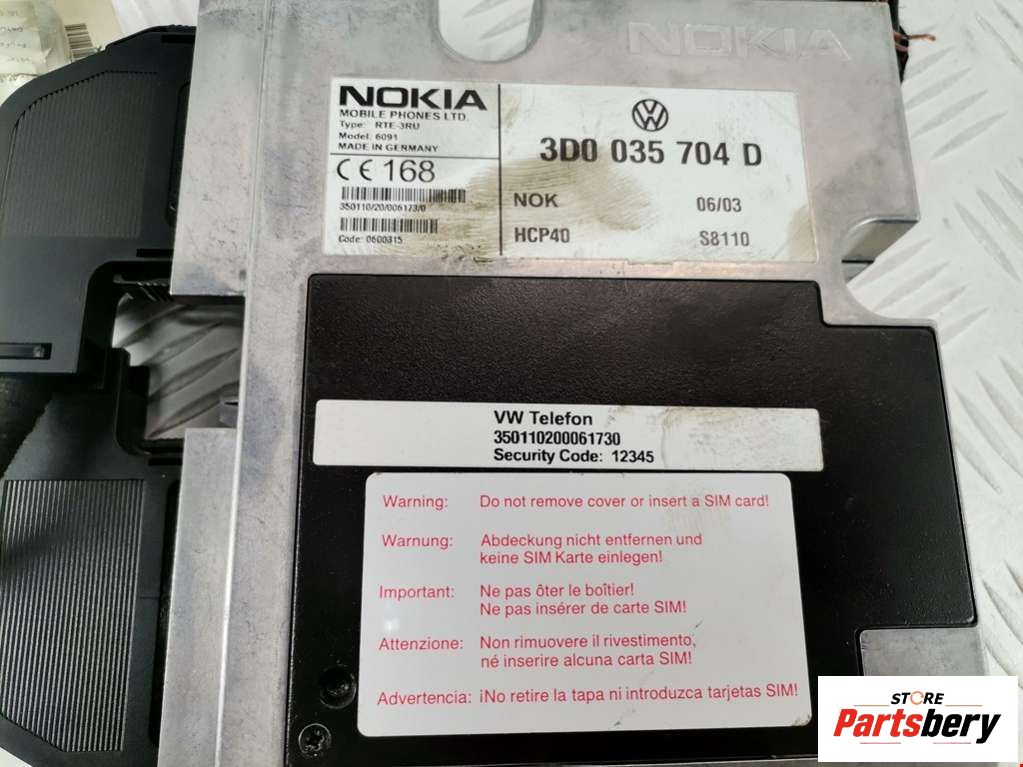 NOKIA
NOKIA
MOBILE PHONES LTD.
Type: RTE-3RU
Model: 6091
MADE IN GERMANY
CE 168
350110/20/006173/0
Code: 0600315
3D0 035 704 D
NOK 06/03
HCP40 S8110
VW Telefon
350110200061730
Security Code: 12345
Warning: Do not remove cover or insert a SIM card!
Warnung: Abdeckung nicht entfernen und
keine SIM Karte einlegen!
Important: Ne pas ôter le boîtier!
Ne pas insérer de carte SIM!
Attenzione: Non rimuovere il rivestimento,
né inserire alcuna carta SIM!
Advertencia: ¡No retire la tapa ni introduzca tarjetas SIM!
STORE
Partsbery